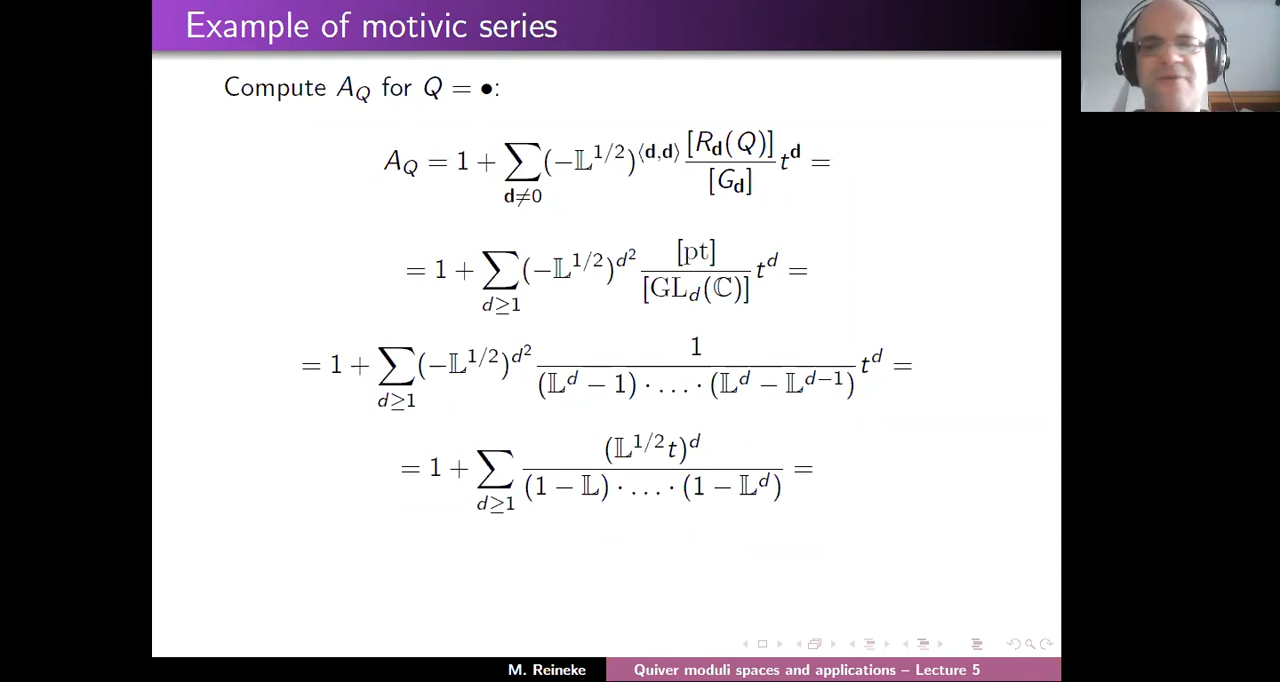 Example of motivic series
Compute A_Q for Q = •:
A_Q = 1 + ∑_{d≠0} (−𝕃^{1/2})^{⟨d,d⟩} [R_d(Q)]/[G_d] t^d =
= 1 + ∑_{d≥1} (−𝕃^{1/2})^{d²} [pt]/[GL_d(ℂ)] t^d =
= 1 + ∑_{d≥1} (−𝕃^{1/2})^{d²} 1/((𝕃^d − 1) · … · (𝕃^d − 𝕃^{d−1})) t^d =
= 1 + ∑_{d≥1} (𝕃^{1/2}t)^d/((1 − 𝕃) · … · (1 − 𝕃^d)) =
M. Reineke Quiver moduli spaces and applications – Lecture 5